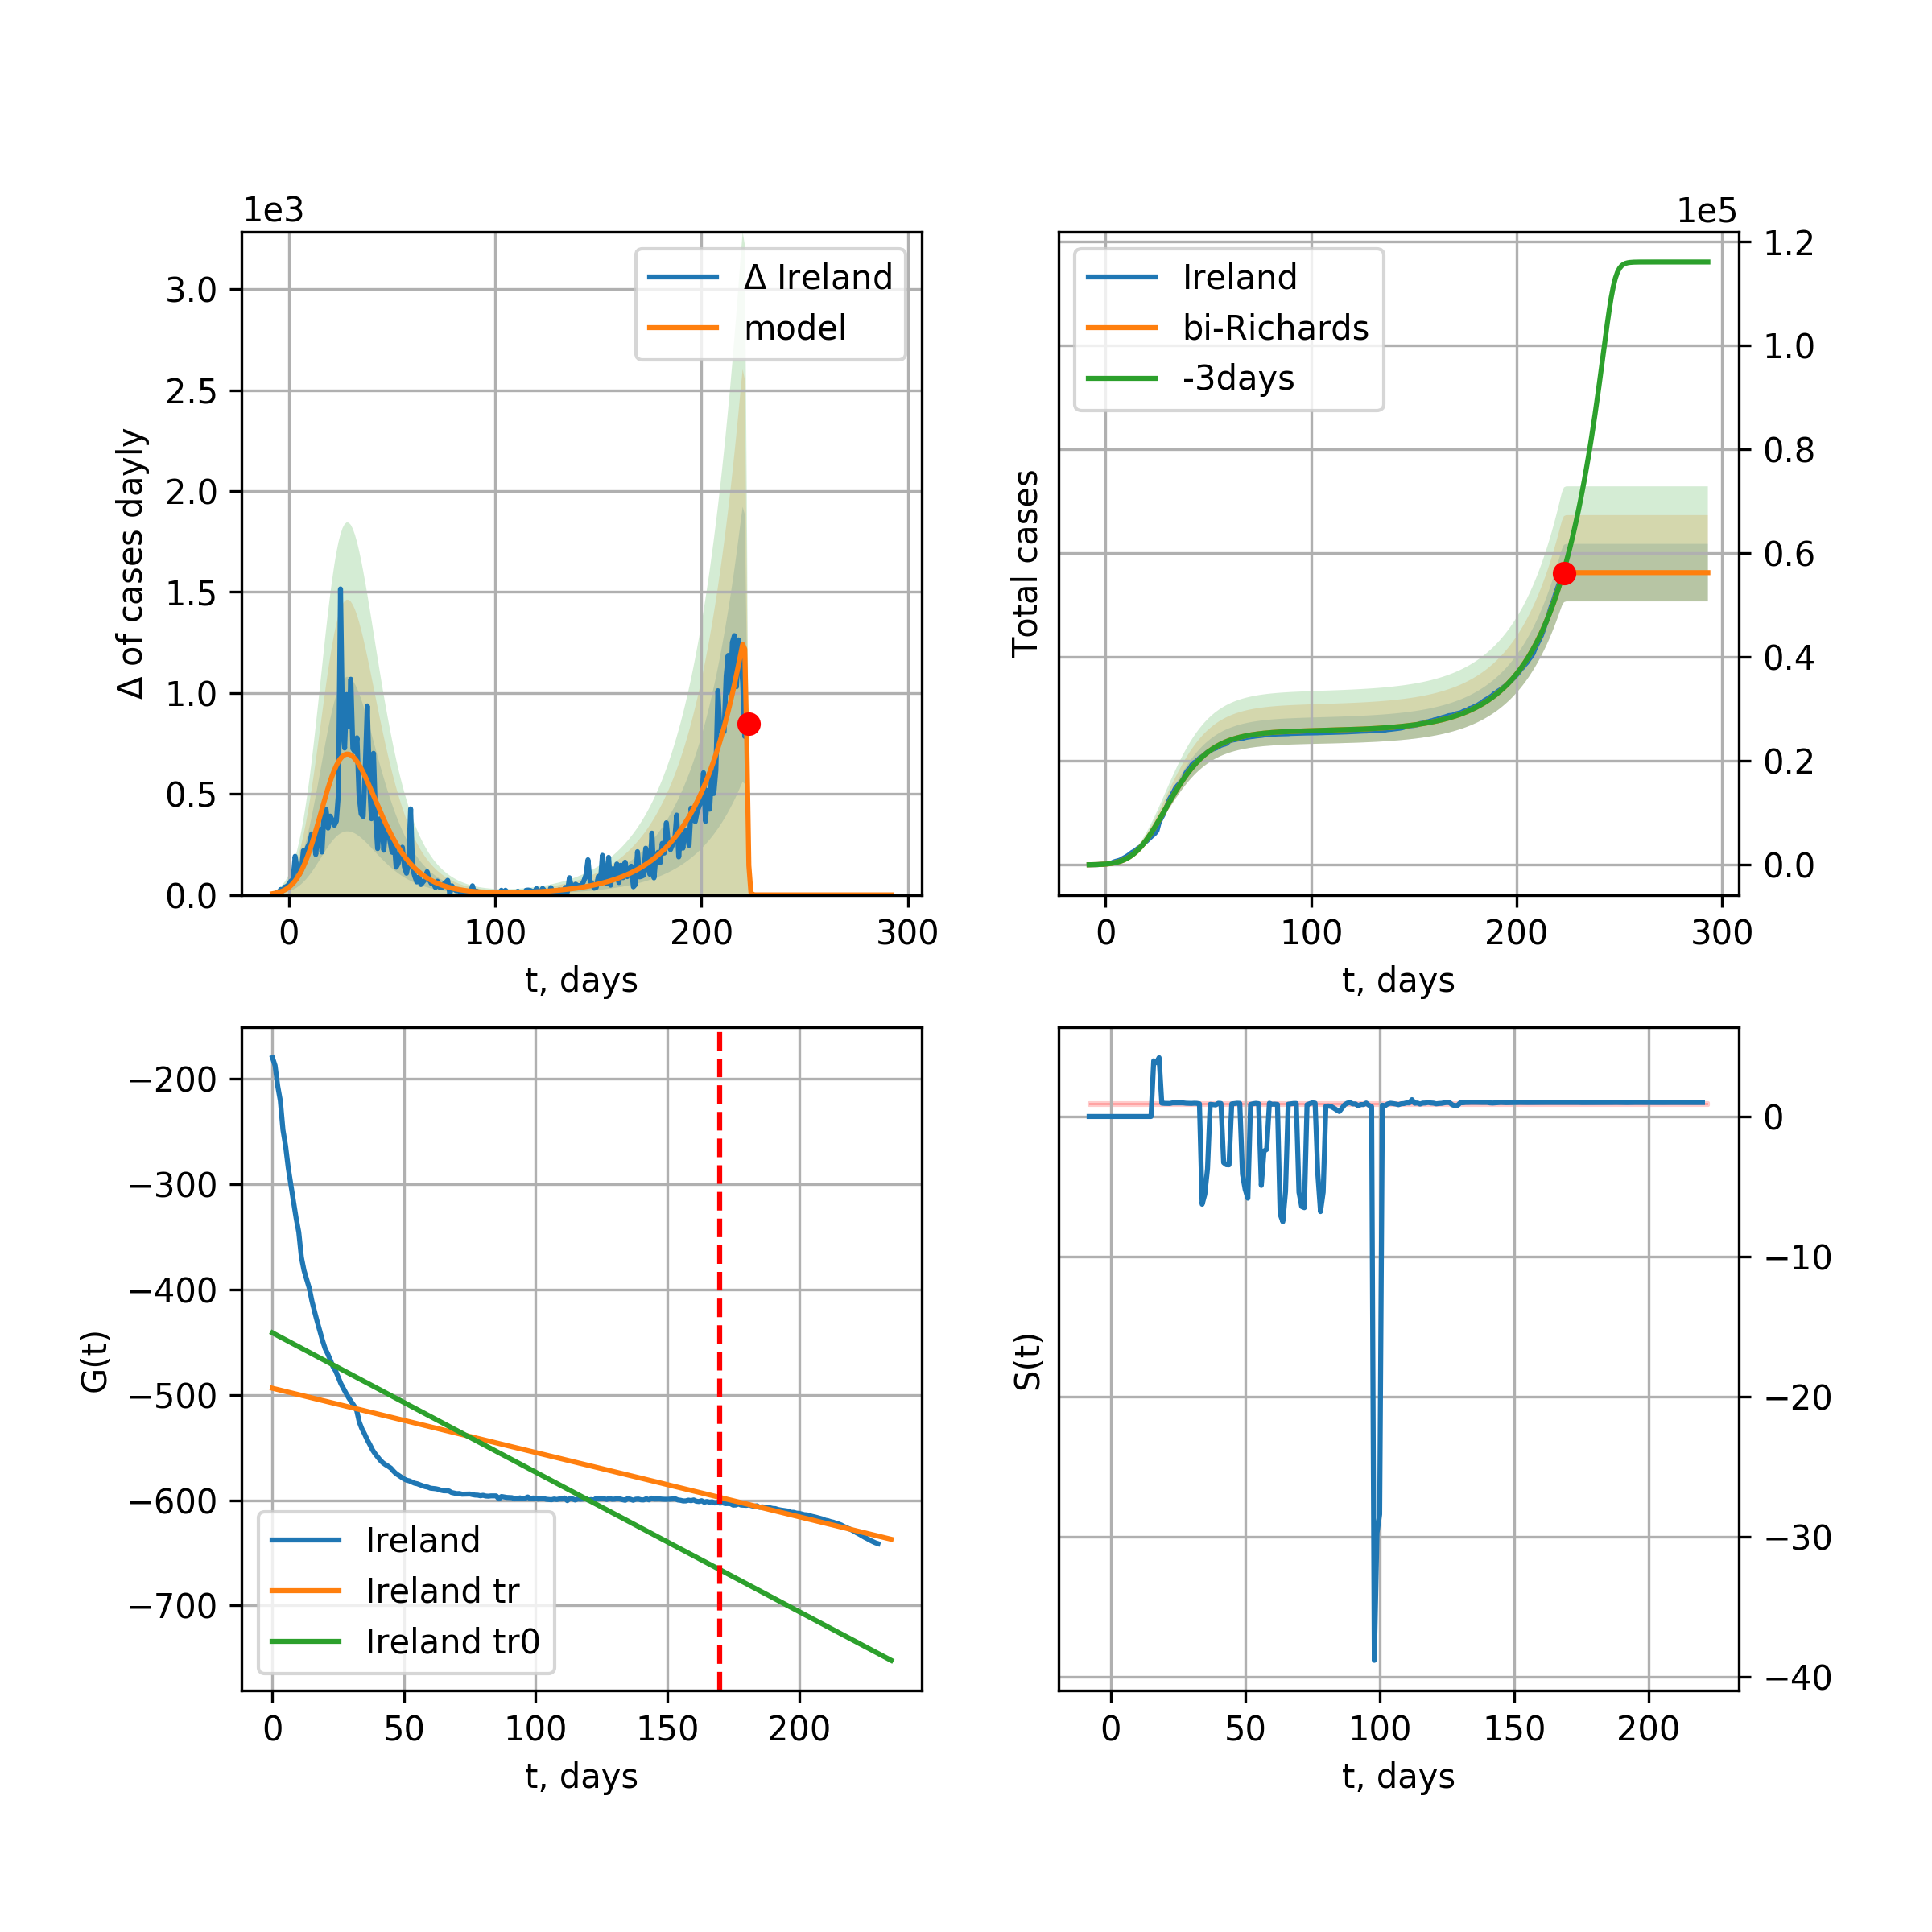 1e3
Δ of cases dayly
3.0
2.5
2.0
1.5
1.0
0.5
0.0
0 100 200 300
t, days
Δ Ireland
model
1e5
Total cases
1.2
1.0
0.8
0.6
0.4
0.2
0.0
0 100 200 300
t, days
Ireland
bi-Richards
-3days
G(t)
−200
−300
−400
−500
−600
−700
0 50 100 150 200
t, days
Ireland
Ireland tr
Ireland tr0
S(t)
0
−10
−20
−30
−40
0 50 100 150 200
t, days